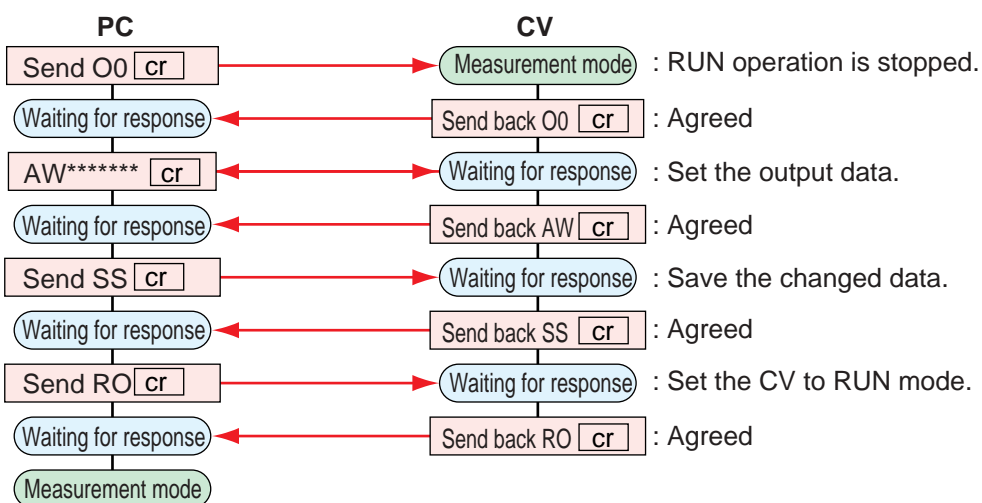 PC CV
Send O0 cr Measurement mode : RUN operation is stopped.
Waiting for response Send back O0 cr : Agreed
AW******* cr Waiting for response : Set the output data.
Waiting for response Send back AW cr : Agreed
Send SS cr Waiting for response : Save the changed data.
Waiting for response Send back SS cr : Agreed
Send RO cr Waiting for response : Set the CV to RUN mode.
Waiting for response Send back RO cr : Agreed
Measurement mode